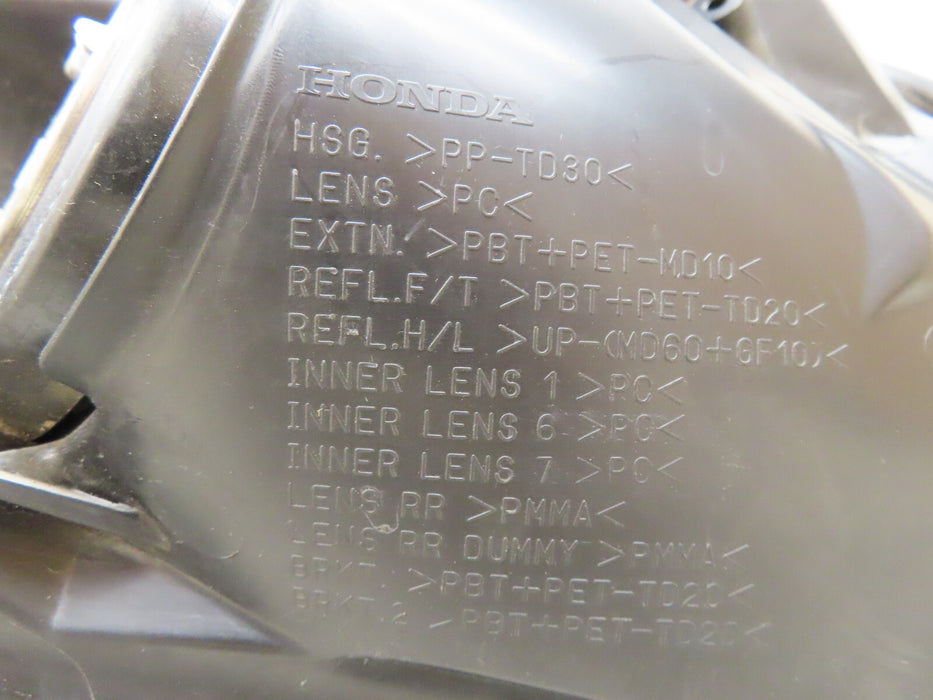 HONDA
HSG. >PP-TD30<
LENS >PC<
EXTN. >PBT+PET-MD10<
REFL.F/T >PBT+PET-TD20<
REFL.H/L >UP-(MD60+GF10)<
INNER LENS 1 >PC<
INNER LENS 6 >PC<
INNER LENS 7 >PC<
LENS RR >PMMA<
LENS RR DUMMY >PMMA<
BRKT. >PBT+PET-TD20<
BRKT.2 >PBT+PET-TD20<